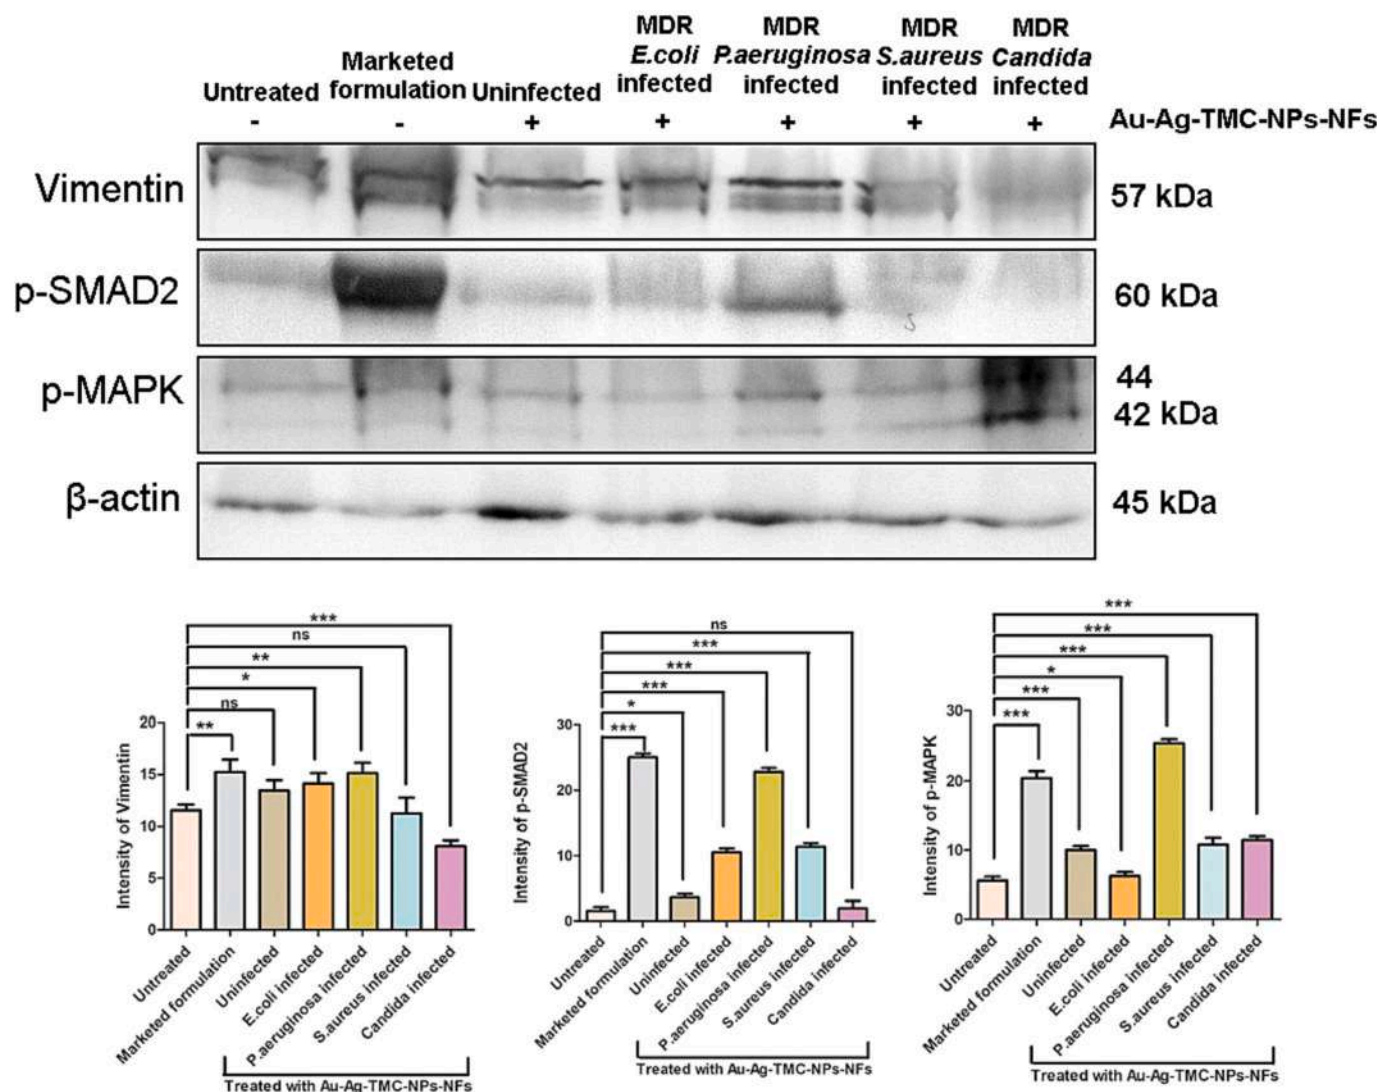 MDR MDR MDR MDR
Marketed E.coli P.aeruginosa S.aureus Candida
Untreated formulation Uninfected infected infected infected infected
- - + + + + + Au-Ag-TMC-NPs-NFs
Vimentin 57 kDa
p-SMAD2 60 kDa
p-MAPK 44
42 kDa
β-actin 45 kDa
***
ns
**
*
ns
**
20
15
10
5
0
Intensity of Vimentin
Untreated
Marketed formulation
Uninfected
E.coli infected
P.aeruginosa infected
S.aureus infected
Candida infected
Treated with Au-Ag-TMC-NPs-NFs
ns
***
***
***
*
***
30
20
10
0
Intensity of p-SMAD2
Untreated
Marketed formulation
Uninfected
E.coli infected
P.aeruginosa infected
S.aureus infected
Candida infected
Treated with Au-Ag-TMC-NPs-NFs
***
***
***
*
***
***
30
20
10
0
Intensity of p-MAPK
Untreated
Marketed formulation
Uninfected
E.coli infected
P.aeruginosa infected
S.aureus infected
Candida infected
Treated with Au-Ag-TMC-NPs-NFs